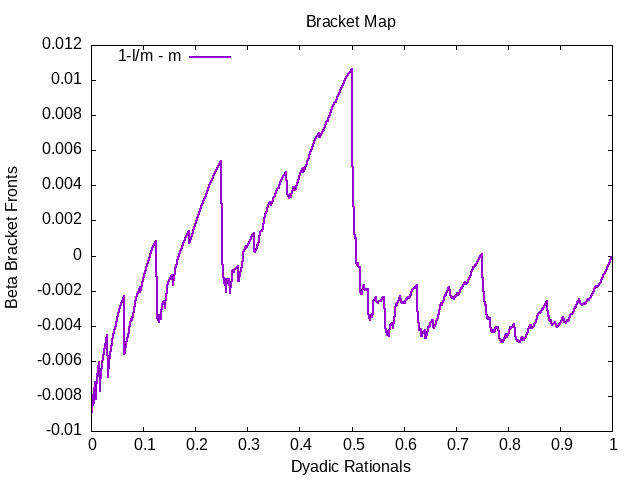 Bracket Map
1-l/m - m
0.012
0.01
0.008
0.006
0.004
0.002
0
-0.002
-0.004
-0.006
-0.008
-0.01
Beta Bracket Fronts
0 0.1 0.2 0.3 0.4 0.5 0.6 0.7 0.8 0.9 1
Dyadic Rationals